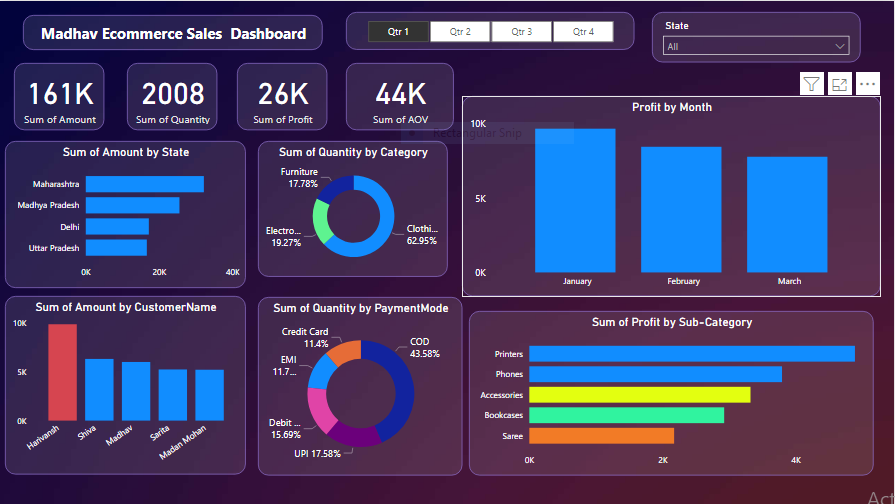 Madhav Ecommerce Sales Dashboard
Qtr 1
Qtr 2
Qtr 3
Qtr 4
State
All
161K
Sum of Amount
2008
Sum of Quantity
26K
Sum of Profit
44K
Sum of AOV
Rectangular Snip
Sum of Amount by State
Maharashtra
Madhya Pradesh
Delhi
Uttar Pradesh
0K
20K
40K
Sum of Quantity by Category
Furniture
17.78%
Electro...
19.27%
Clothi...
62.95%
Profit by Month
10K
5K
0K
January
February
March
Sum of Amount by CustomerName
10K
5K
0K
Harivansh
Shiva
Madhav
Sarita
Madan Mohan
Sum of Quantity by PaymentMode
Credit Card
11.4%
EMI
11.7...
Debit ...
15.69%
UPI 17.58%
COD
43.58%
Sum of Profit by Sub-Category
Printers
Phones
Accessories
Bookcases
Saree
0K
2K
4K
Act